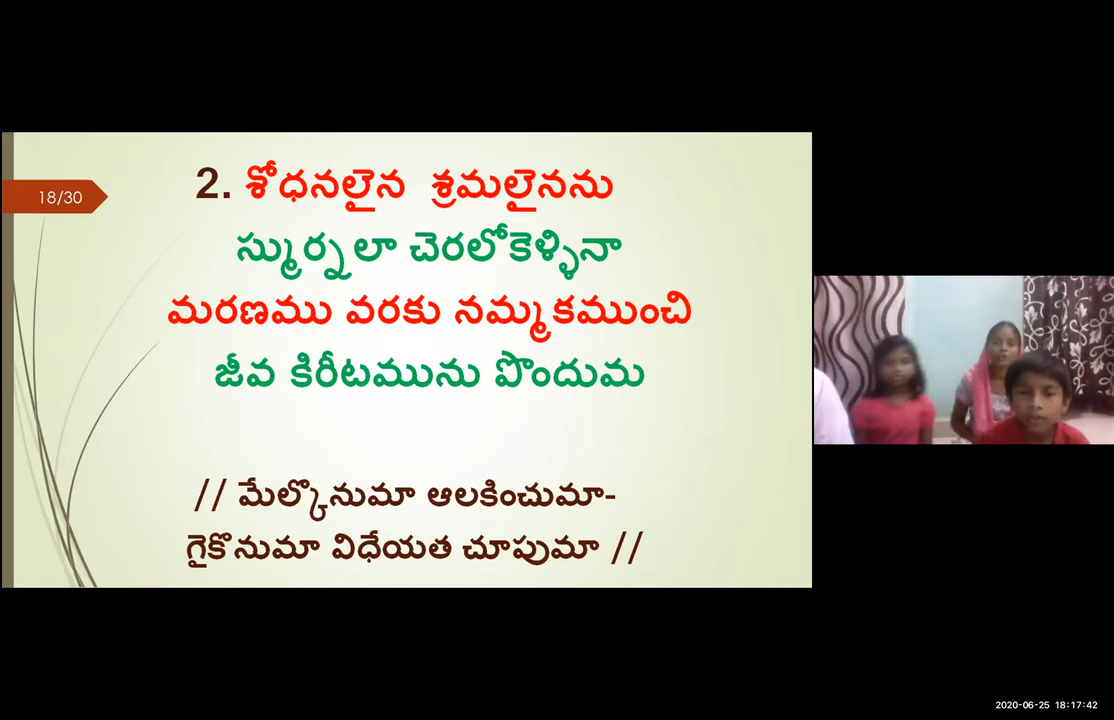 18/30
2. శోధనలైన శ్రమలైనను
స్ముర్నలా చెరలోకెళ్ళినా
మరణము వరకు నమ్మకముంచి
జీవ కిరీటమును పొందుమ
// మేల్కొనుమా ఆలకించుమా-
గైకొనుమా విధేయత చూపుమా //
2020-06-25 18:17:42